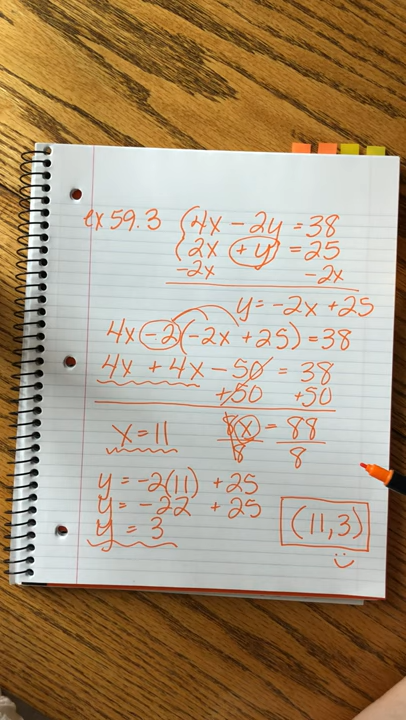 ex 59.3 { 4x - 2y = 38
{ 2x + y = 25
-2x -2x
y = -2x + 25
4x - 2(-2x + 25) = 38
4x + 4x - 50 = 38
+50 +50
x = 11 8x/8 = 88/8
y = -2(11) + 25
y = -22 + 25
y = 3 (11,3)